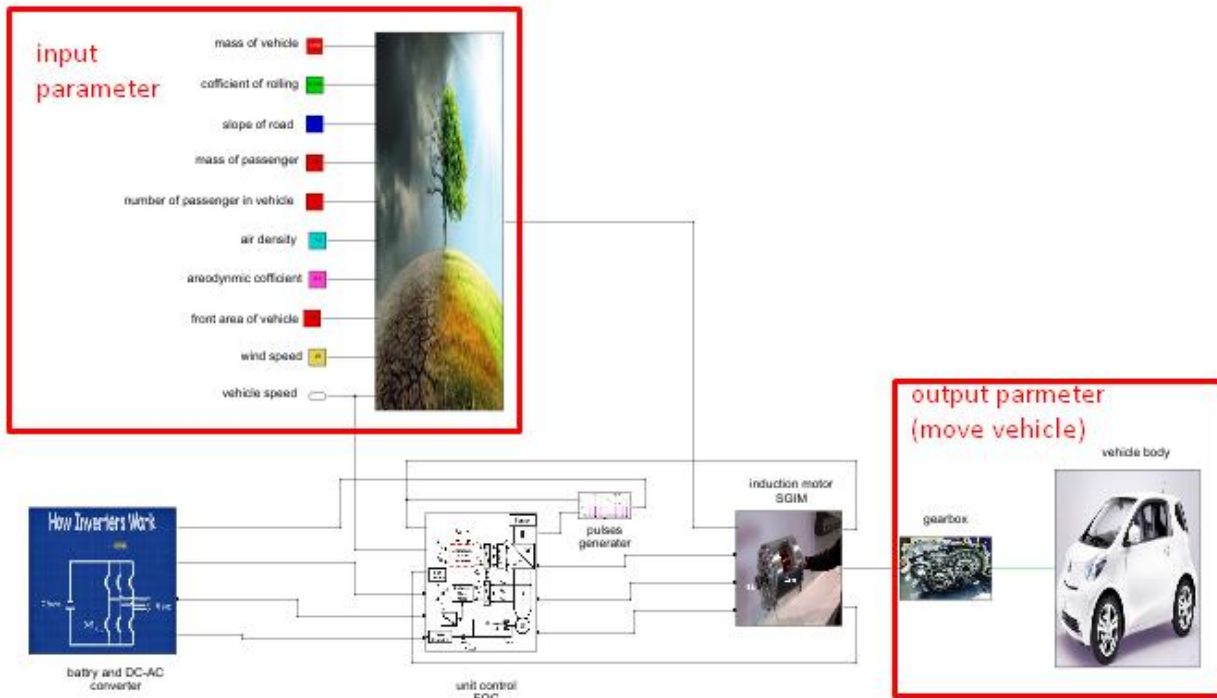 input
parameter
mass of vehicle
cofficient of rolling
slope of road
mass of passenger
number of passenger in vehicle
air density
areodynmic cofficient
front area of vehicle
wind speed
vehicle speed
output parmeter
(move vehicle)
vehicle body
gearbox
induction motor
SGIM
pulses
generater
How Inverters Work
battry and DC-AC
converter
unit control
FOC